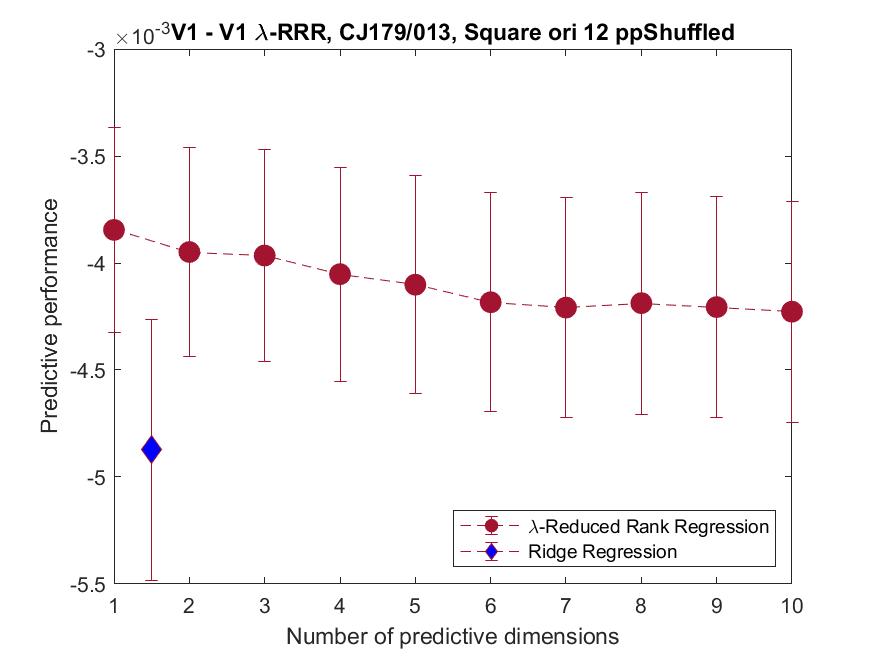 ×10-3 V1 - V1 λ-RRR, CJ179/013, Square ori 12 ppShuffled
-3
-3.5
-4
-4.5
-5
-5.5
Predictive performance
λ-Reduced Rank Regression
Ridge Regression
1 2 3 4 5 6 7 8 9 10
Number of predictive dimensions